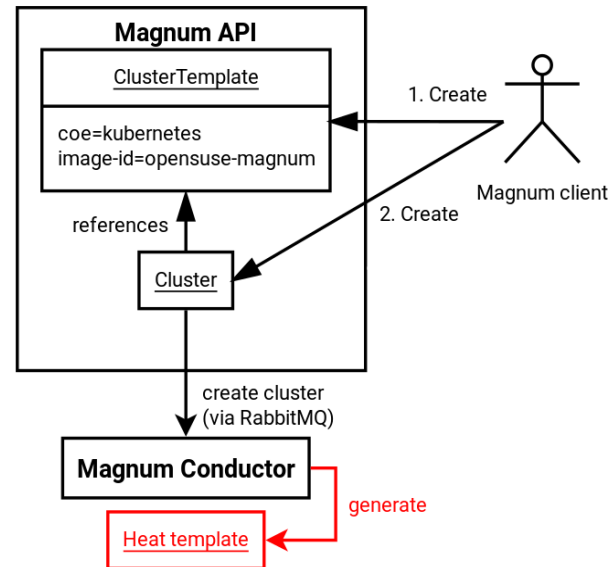 Magnum API
ClusterTemplate
1. Create
coe=kubernetes
image-id=opensuse-magnum
Magnum client
references
2. Create
Cluster
create cluster
(via RabbitMQ)
Magnum Conductor
generate
Heat template